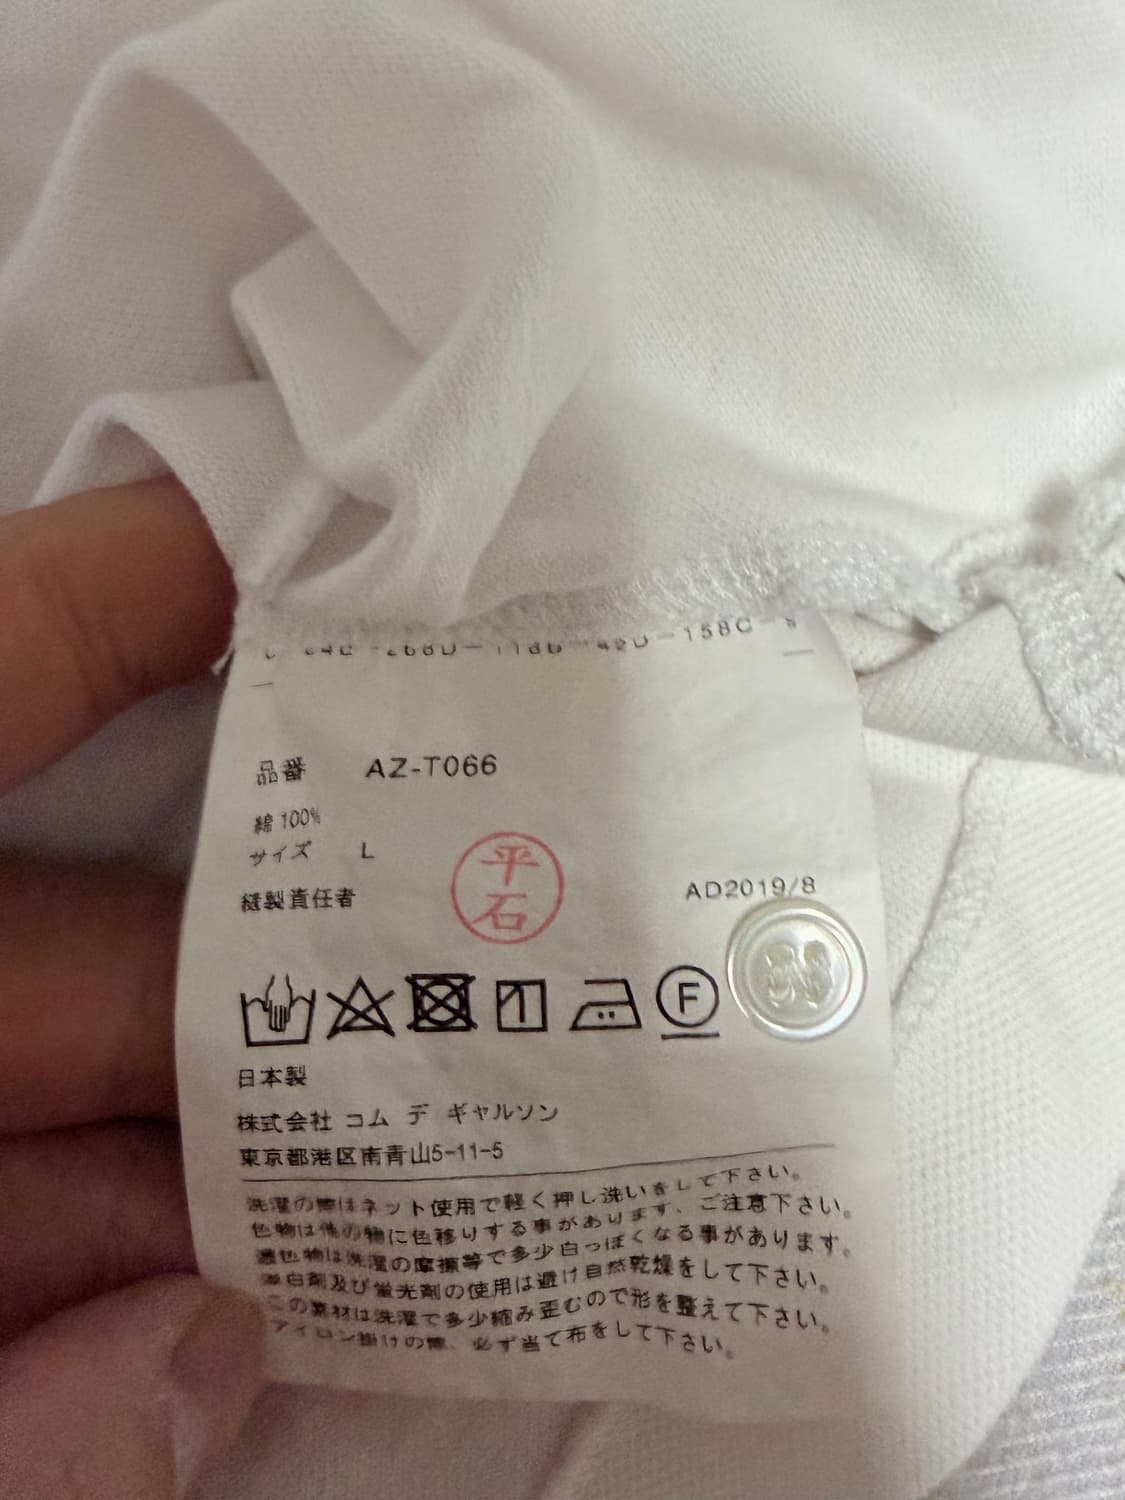 品番 AZ-T066
綿 100%
サイズ L
縫製責任者 平石 AD2019/8
F
日本製
株式会社 コム デ ギャルソン
東京都港区南青山5-11-5
洗濯の際はネット使用で軽く押し洗いをして下さい。
色物は他の物に色移りする事があります、ご注意下さい。
濃色物は洗濯の摩擦等で多少白っぽくなる事があります。
漂白剤及び蛍光剤の使用は避け自然乾燥をして下さい。
この素材は洗濯で多少縮み歪むので形を整えて下さい。
アイロン掛けの際、必ず当て布をして下さい。